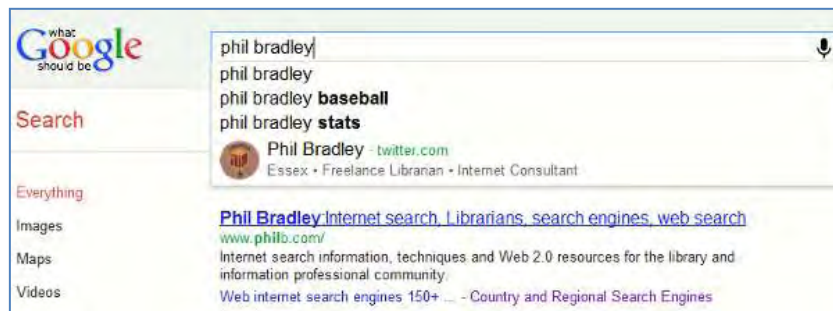 what
Google
should be
phil bradley
phil bradley
phil bradley baseball
phil bradley stats
Phil Bradley - twitter.com
Essex • Freelance Librarian • Internet Consultant
Search
Everything
Images
Maps
Videos
Phil Bradley:Internet search, Librarians, search engines, web search
www.philb.com/
Internet search information, techniques and Web 2.0 resources for the library and
information professional community.
Web internet search engines 150+ ... - Country and Regional Search Engines